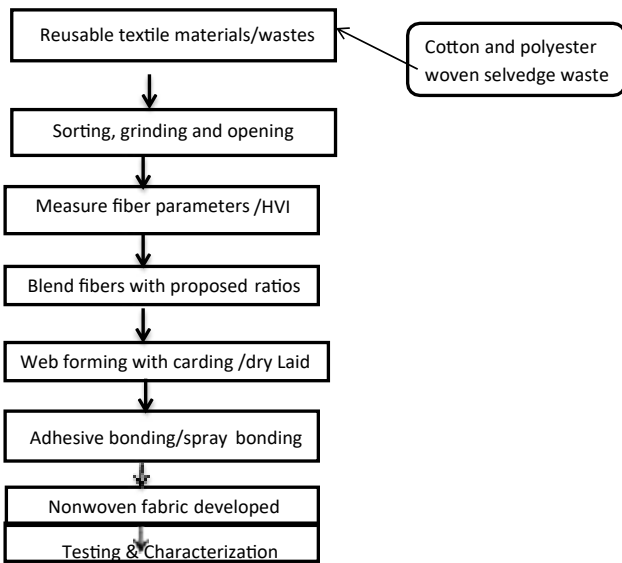 Reusable textile materials/wastes
Cotton and polyester
woven selvedge waste
Sorting, grinding and opening
Measure fiber parameters /HVI
Blend fibers with proposed ratios
Web forming with carding /dry Laid
Adhesive bonding/spray bonding
Nonwoven fabric developed
Testing & Characterization